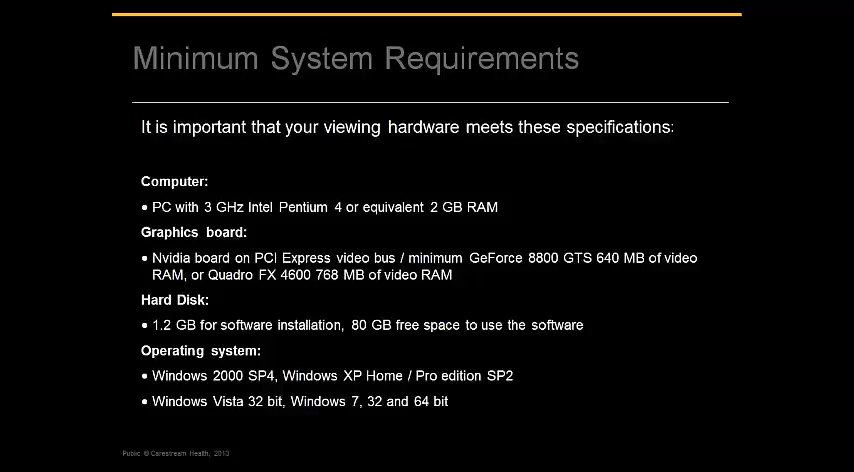 Minimum System Requirements
It is important that your viewing hardware meets these specifications:
Computer:
• PC with 3 GHz Intel Pentium 4 or equivalent 2 GB RAM
Graphics board:
• Nvidia board on PCI Express video bus / minimum GeForce 8800 GTS 640 MB of video
RAM, or Quadro FX 4600 768 MB of video RAM
Hard Disk:
• 1.2 GB for software installation, 80 GB free space to use the software
Operating system:
• Windows 2000 SP4, Windows XP Home / Pro edition SP2
• Windows Vista 32 bit, Windows 7, 32 and 64 bit
Public © Carestream Health, 2013